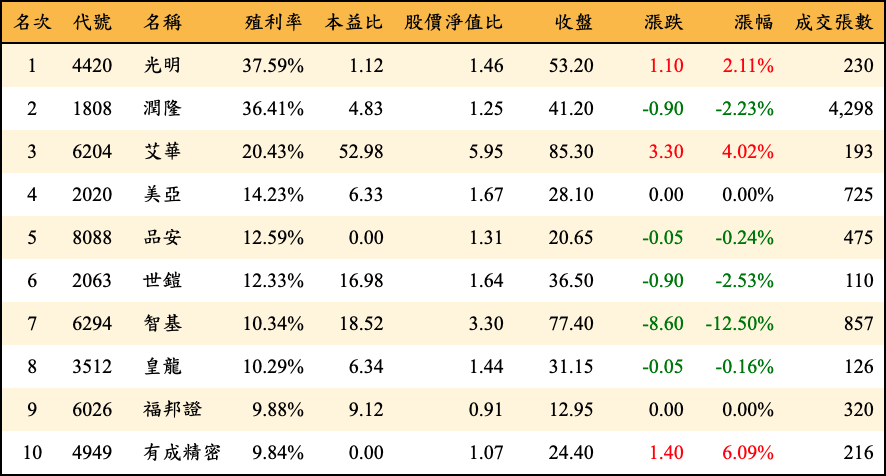 名次 代號 名稱 殖利率 本益比 股價淨值比 收盤 漲跌 漲幅 成交張數
1 4420 光明 37.59% 1.12 1.46 53.20 1.10 2.11% 230
2 1808 潤隆 36.41% 4.83 1.25 41.20 -0.90 -2.23% 4,298
3 6204 艾華 20.43% 52.98 5.95 85.30 3.30 4.02% 193
4 2020 美亞 14.23% 6.33 1.67 28.10 0.00 0.00% 725
5 8088 品安 12.59% 0.00 1.31 20.65 -0.05 -0.24% 475
6 2063 世鎧 12.33% 16.98 1.64 36.50 -0.90 -2.53% 110
7 6294 智基 10.34% 18.52 3.30 77.40 -8.60 -12.50% 857
8 3512 皇龍 10.29% 6.34 1.44 31.15 -0.05 -0.16% 126
9 6026 福邦證 9.88% 9.12 0.91 12.95 0.00 0.00% 320
10 4949 有成精密 9.84% 0.00 1.07 24.40 1.40 6.09% 216